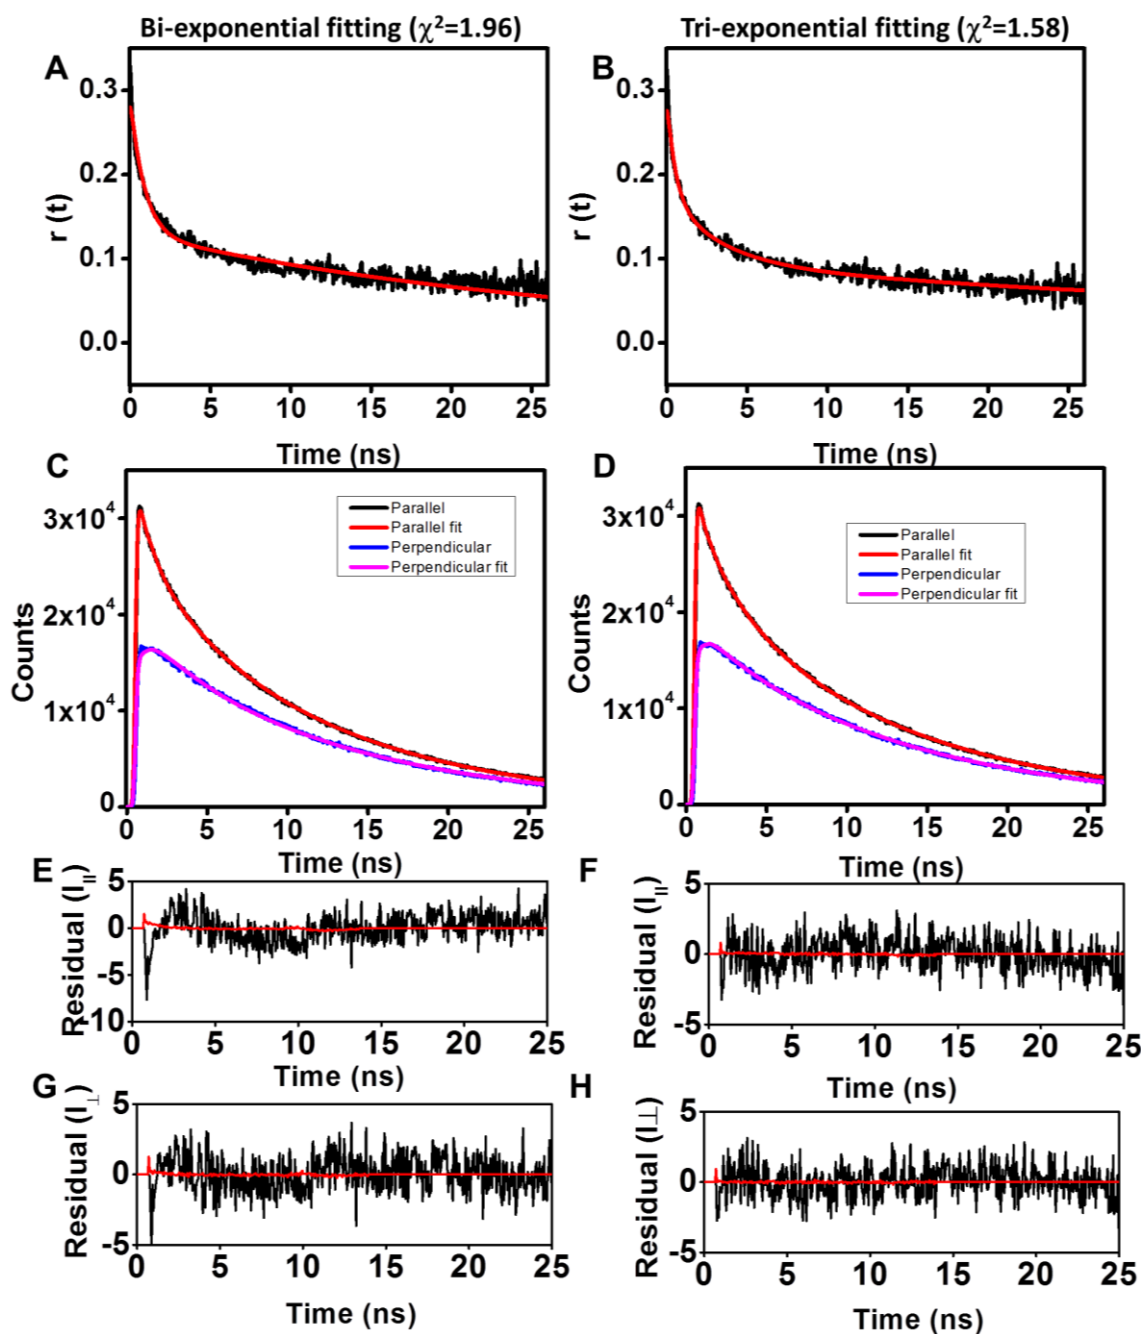 Bi-exponential fitting (χ²=1.96)
Tri-exponential fitting (χ²=1.58)
A
r (t)
0.3
0.2
0.1
0.0
0 5 10 15 20 25
Time (ns)
B
r (t)
0.3
0.2
0.1
0.0
0 5 10 15 20 25
Time (ns)
C
Counts
3x10⁴
2x10⁴
1x10⁴
0
Parallel
Parallel fit
Perpendicular
Perpendicular fit
0 5 10 15 20 25
Time (ns)
D
Counts
3x10⁴
2x10⁴
1x10⁴
0
Parallel
Parallel fit
Perpendicular
Perpendicular fit
0 5 10 15 20 25
Time (ns)
E
Residual (I||)
5
0
-5
-10
0 5 10 15 20 25
Time (ns)
F
Residual (I||)
5
0
-5
0 5 10 15 20 25
Time (ns)
G
Residual (I⊥)
5
0
-5
0 5 10 15 20 25
Time (ns)
H
Residual (I⊥)
5
0
-5
0 5 10 15 20 25
Time (ns)